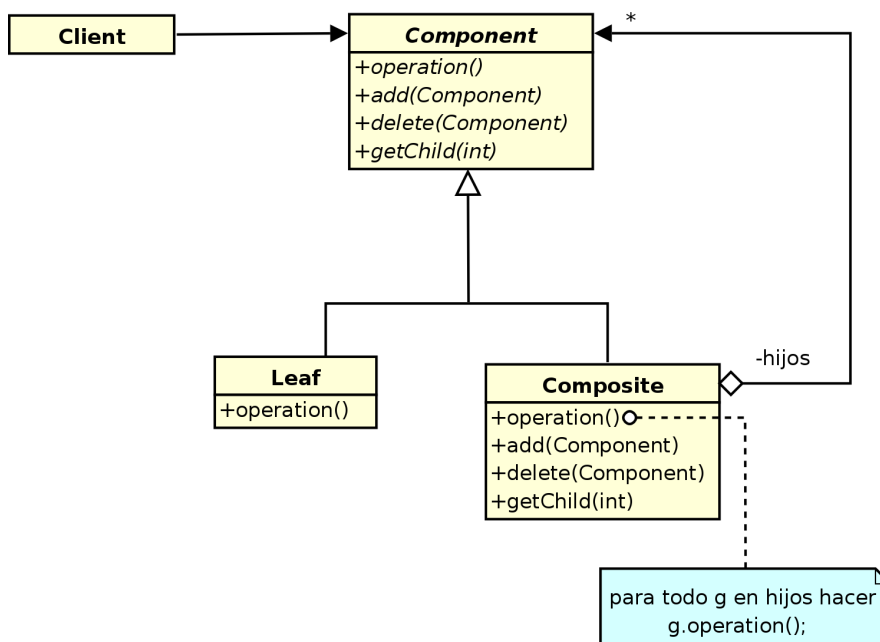 Client
Component
+operation()
+add(Component)
+delete(Component)
+getChild(int)
*
Leaf
+operation()
-hijos
Composite
+operation()
+add(Component)
+delete(Component)
+getChild(int)
para todo g en hijos hacer
g.operation();